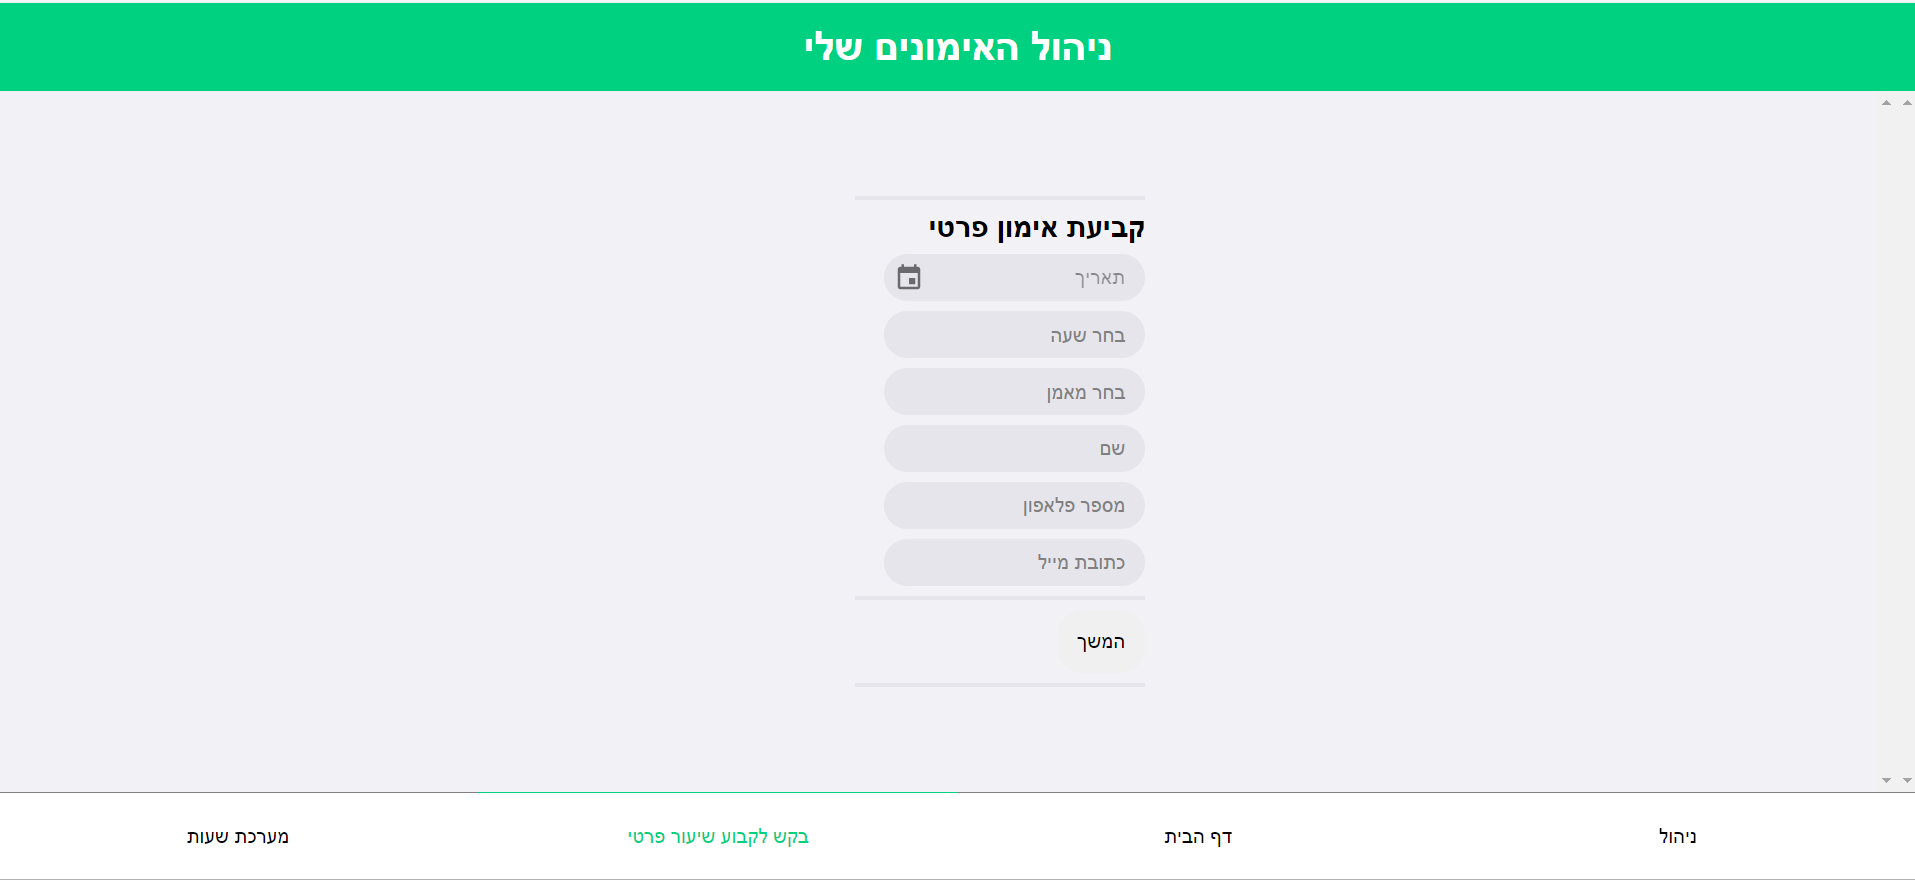 ניהול האימונים שלי
קביעת אימון פרטי
תאריך
בחר שעה
בחר מאמן
שם
מספר פלאפון
כתובת מייל
המשך
ניהול
דף הבית
בקש לקבוע שיעור פרטי
מערכת שעות